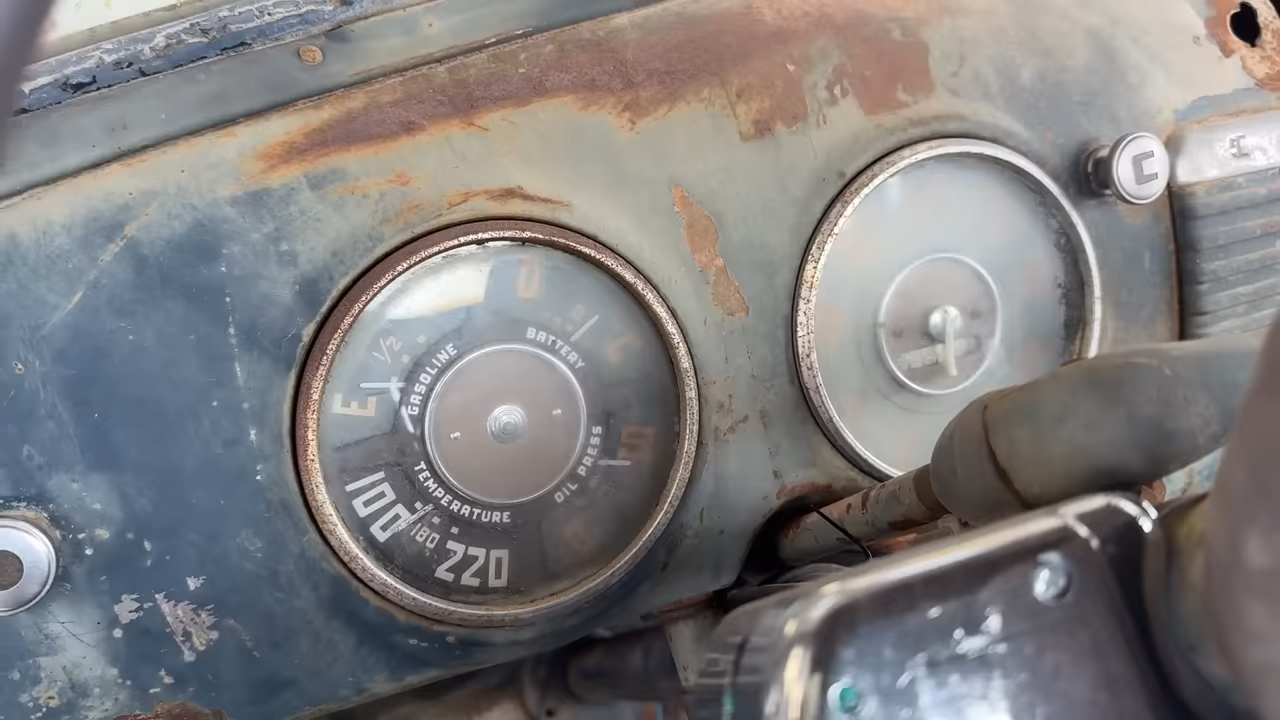 D
1/2
GASOLINE
BATTERY
E
OIL PRESS
TEMPERATURE
100
180
220
C